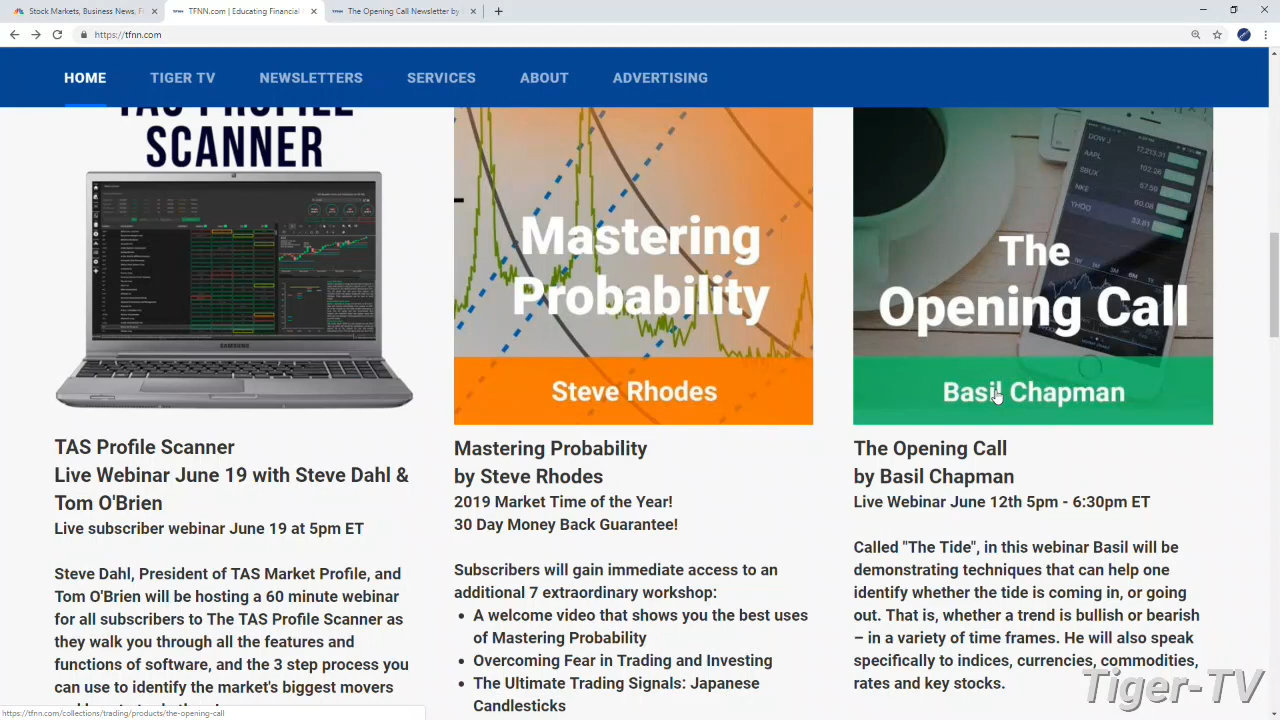 Stock Markets, Business News, Fi
TFNN.com | Educating Financial
The Opening Call Newsletter by
https://tfnn.com
HOME
TIGER TV
NEWSLETTERS
SERVICES
ABOUT
ADVERTISING
TAS PROFILE
SCANNER
SAMSUNG
TAS Profile Scanner
Live Webinar June 19 with Steve Dahl &
Tom O'Brien
Live subscriber webinar June 19 at 5pm ET
Steve Dahl, President of TAS Market Profile, and
Tom O'Brien will be hosting a 60 minute webinar
for all subscribers to The TAS Profile Scanner as
they walk you through all the features and
functions of software, and the 3 step process you
can use to identify the market's biggest movers
Mastering
Probability
Steve Rhodes
Mastering Probability
by Steve Rhodes
2019 Market Time of the Year!
30 Day Money Back Guarantee!
Subscribers will gain immediate access to an
additional 7 extraordinary workshop:
• A welcome video that shows you the best uses
of Mastering Probability
• Overcoming Fear in Trading and Investing
• The Ultimate Trading Signals: Japanese
Candlesticks
DOW J
17,213.31
AAPL
102.26
SBUX
NKE
YHOO
The
Opening Call
Basil Chapman
The Opening Call
by Basil Chapman
Live Webinar June 12th 5pm - 6:30pm ET
Called "The Tide", in this webinar Basil will be
demonstrating techniques that can help one
identify whether the tide is coming in, or going
out. That is, whether a trend is bullish or bearish
– in a variety of time frames. He will also speak
specifically to indices, currencies, commodities,
rates and key stocks.
Tiger-TV
https://tfnn.com/collections/trading/products/the-opening-call